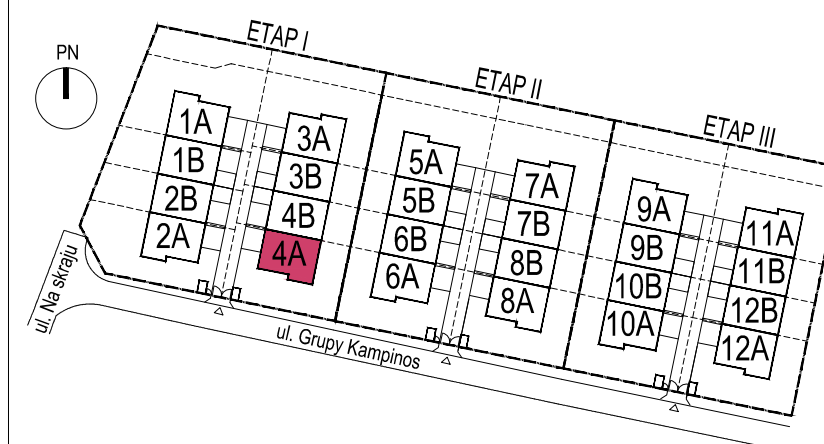 PN
ETAP I
ETAP II
ETAP III
1A
1B
2B
2A
3A
3B
4B
4A
5A
5B
6B
6A
7A
7B
8B
8A
9A
9B
10B
10A
11A
11B
12B
12A
ul. Na skraju
ul. Grupy Kampinos